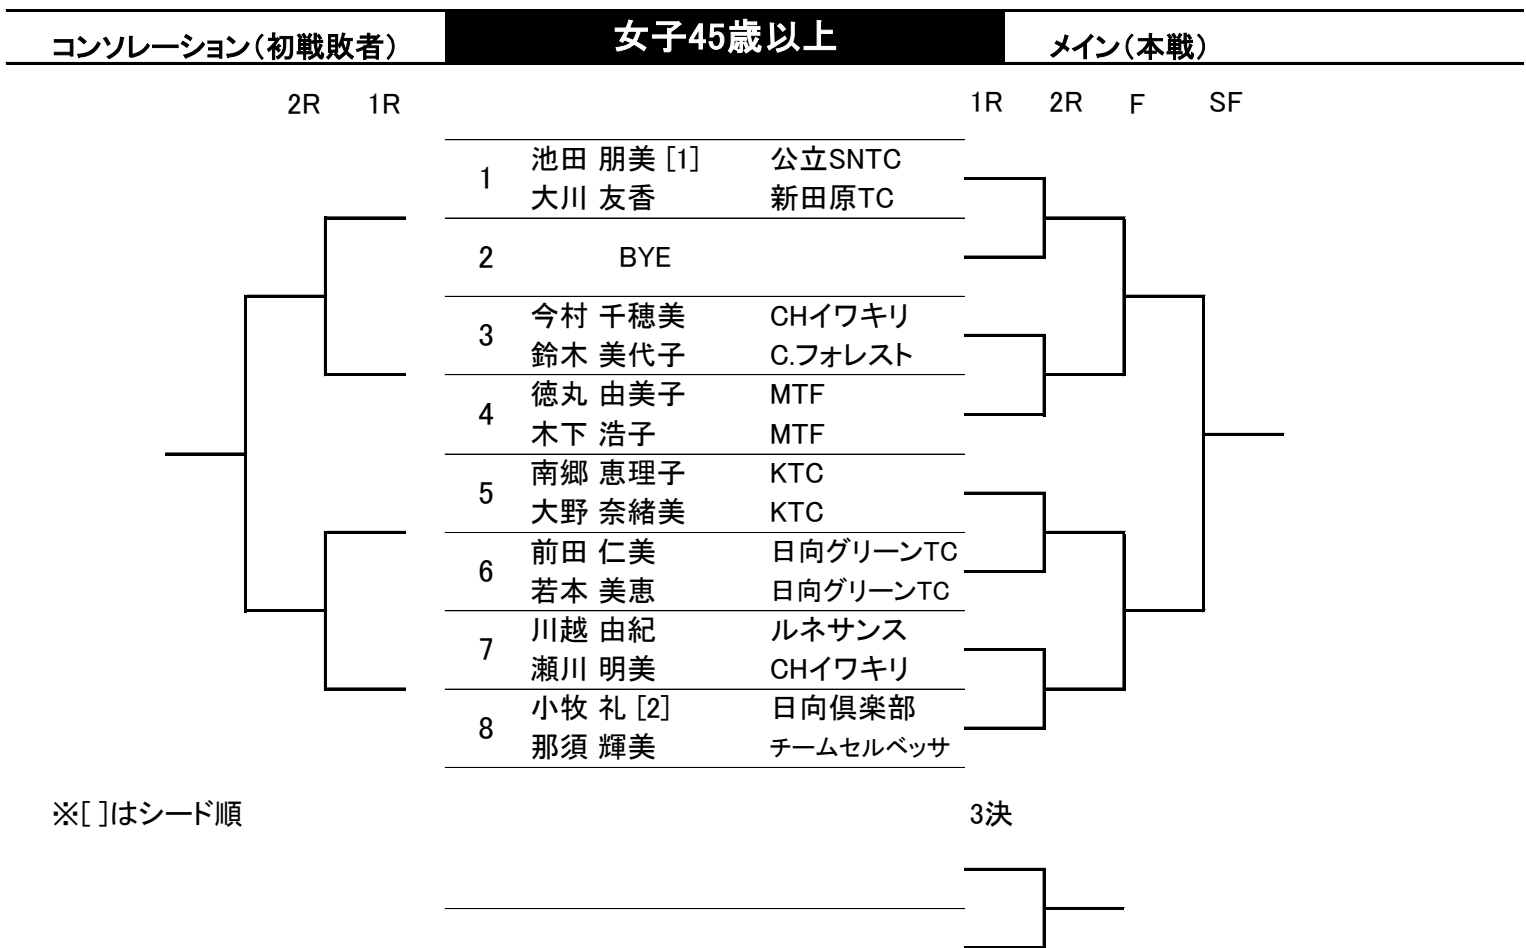 コンソレーション（初戦敗者） 女子45歳以上 メイン（本戦）
2R 1R 1R 2R F SF
1 池田 朋美 [1] 公立SNTC
大川 友香 新田原TC
2 BYE
3 今村 千穂美 CHイワキリ
鈴木 美代子 C.フォレスト
4 徳丸 由美子 MTF
木下 浩子 MTF
5 南郷 恵理子 KTC
大野 奈緒美 KTC
6 前田 仁美 日向グリーンTC
若本 美恵 日向グリーンTC
7 川越 由紀 ルネサンス
瀬川 明美 CHイワキリ
8 小牧 礼 [2] 日向倶楽部
那須 輝美 チームセルベッサ
※[ ]はシード順 3決